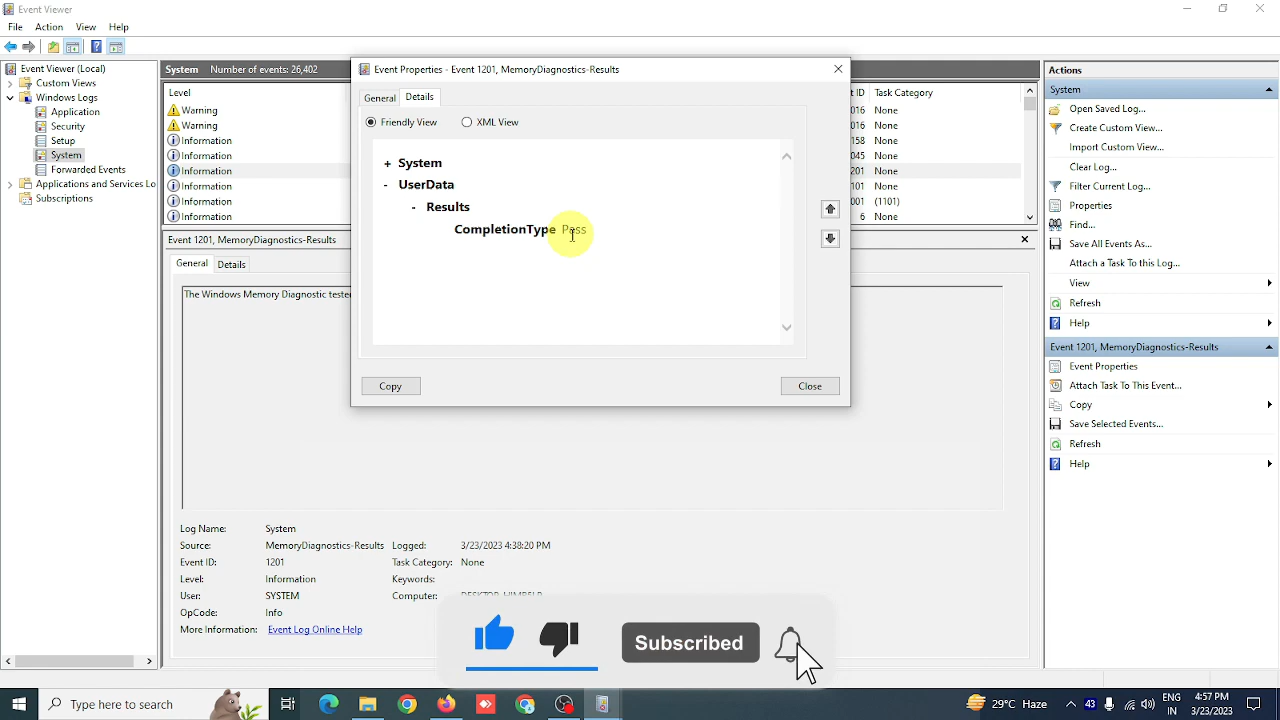 Event Viewer
File Action View Help
Event Viewer (Local)
Custom Views
Windows Logs
Application
Security
Setup
System
Forwarded Events
Applications and Services Lo
Subscriptions
System Number of events: 26,402
Level
ID Task Category
Warning
016 None
Warning
016 None
Information
158 None
Information
045 None
Information
201 None
Information
101 None
Information
001 (1101)
Information
6 None
Event Properties - Event 1201, MemoryDiagnostics-Results
General Details
Friendly View XML View
+ System
- UserData
- Results
CompletionType Pass
Copy
Close
Event 1201, MemoryDiagnostics-Results
General Details
The Windows Memory Diagnostic tested
Log Name: System
Source: MemoryDiagnostics-Results Logged: 3/23/2023 4:38:20 PM
Event ID: 1201 Task Category: None
Level: Information Keywords:
User: SYSTEM Computer:
OpCode: Info
More Information: Event Log Online Help
Actions
System
Open Saved Log...
Create Custom View...
Import Custom View...
Clear Log...
Filter Current Log...
Properties
Find...
Save All Events As...
Attach a Task To this Log...
View
Refresh
Help
Event 1201, MemoryDiagnostics-Results
Event Properties
Attach Task To This Event...
Copy
Save Selected Events...
Refresh
Help
Subscribed
Type here to search
29°C Haze
43
ENG
IN
4:57 PM
3/23/2023